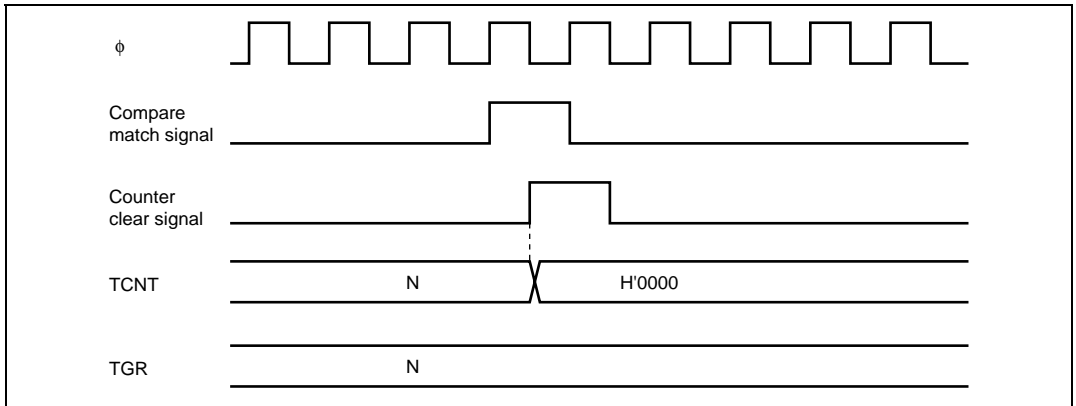 ϕ
Compare
match signal
Counter
clear signal
TCNT N H'0000
TGR N